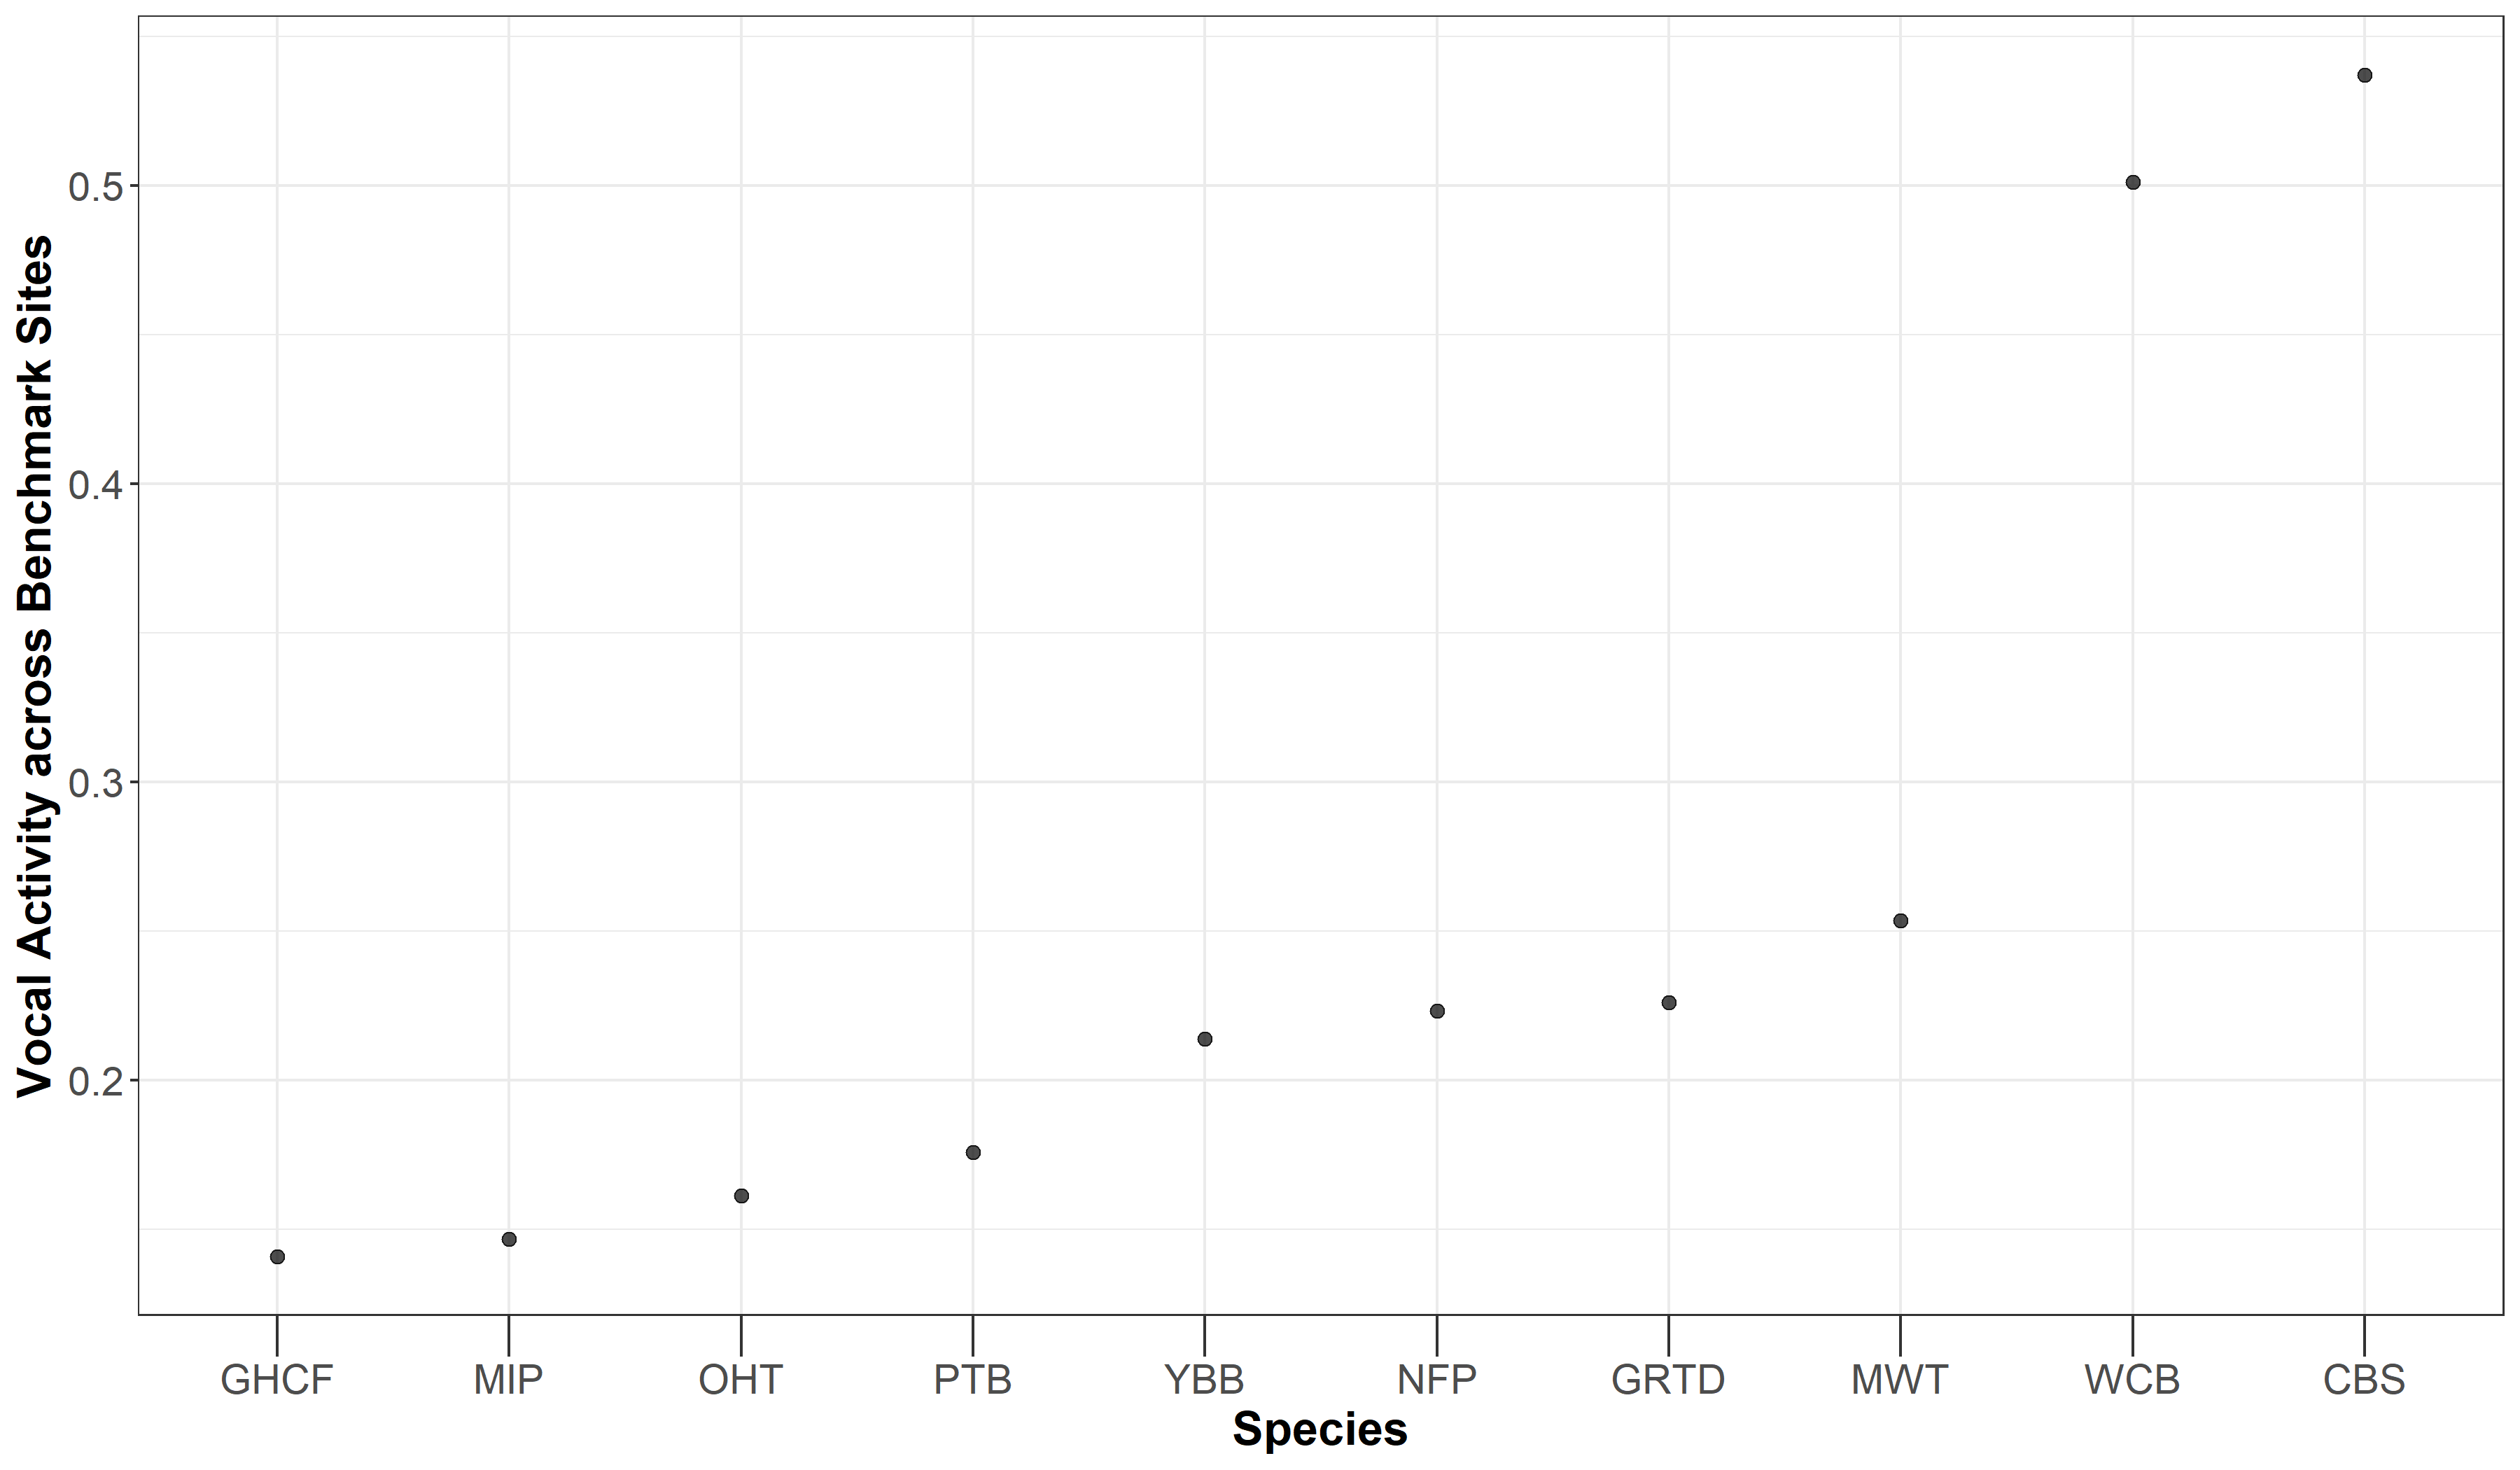 Vocal Activity across Benchmark Sites
0.5
0.4
0.3
0.2
GHCF MIP OHT PTB YBB NFP GRTD MWT WCB CBS
Species